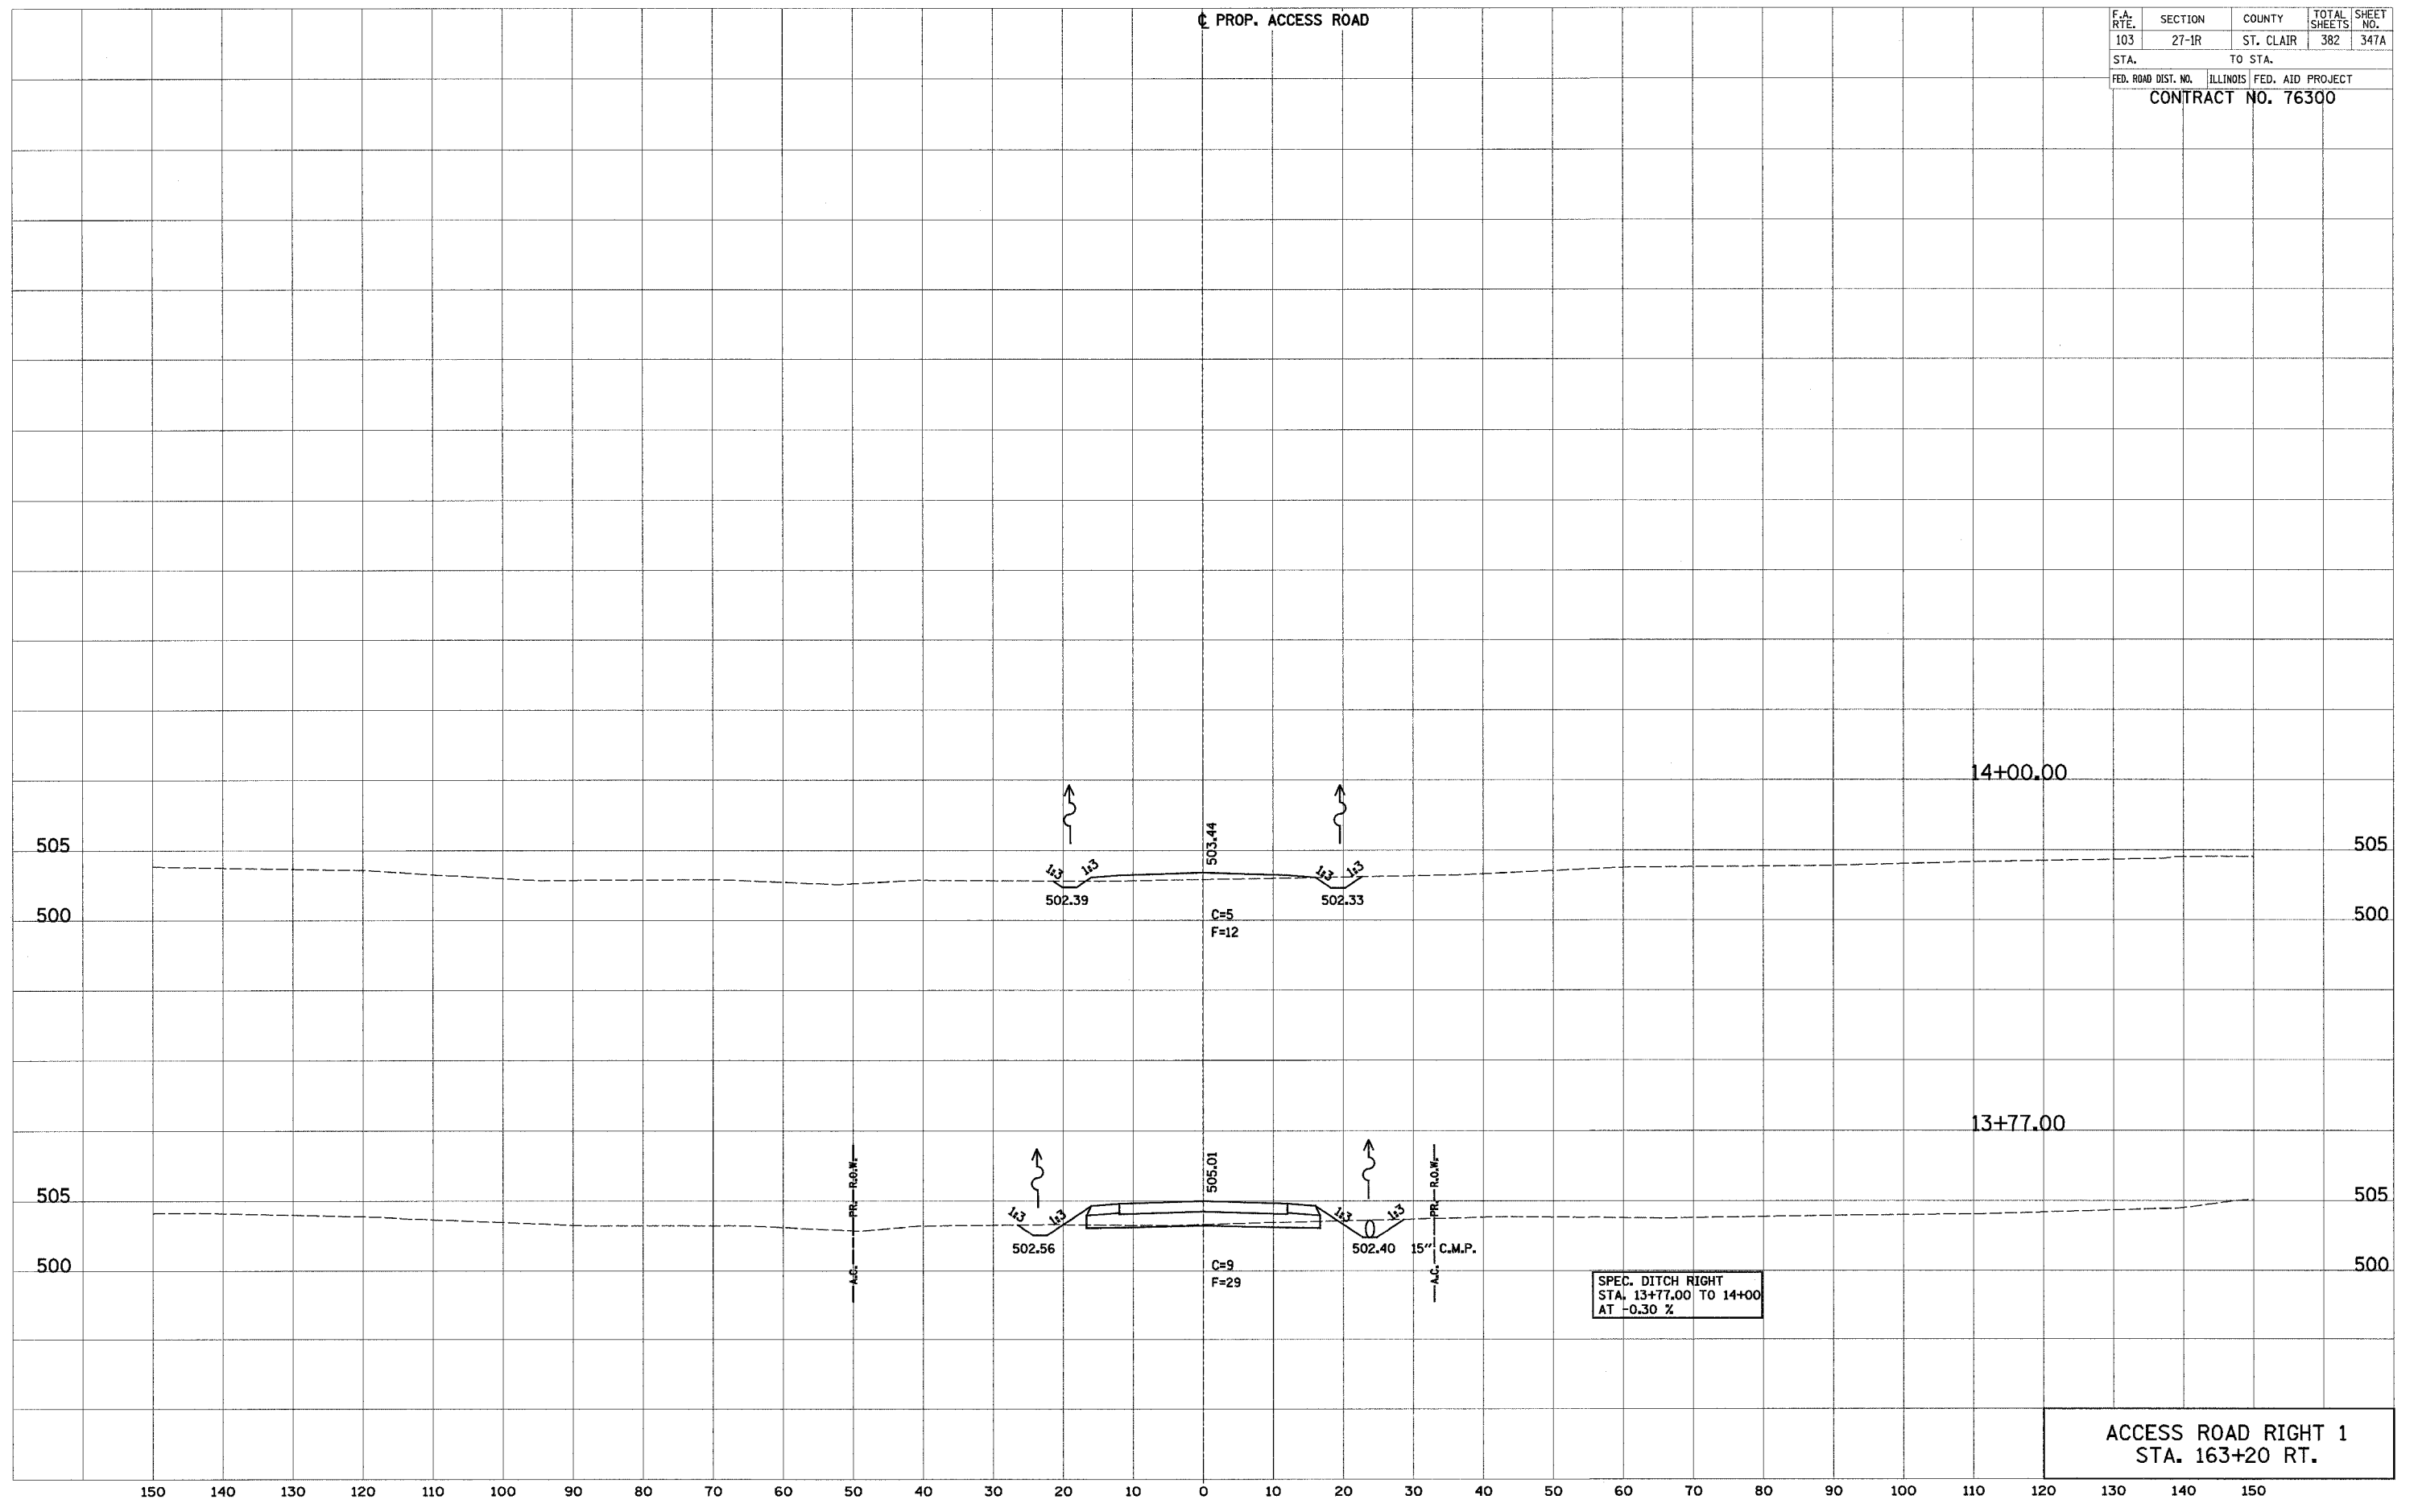 ℄ PROP. ACCESS ROAD
F.A. RTE. SECTION COUNTY TOTAL SHEETS SHEET NO.
103 27-1R ST. CLAIR 382 347A
STA. TO STA.
FED. ROAD DIST. NO. ILLINOIS FED. AID PROJECT
CONTRACT NO. 76300
14+00.00
503.44
505 505
1:3 1:3 1:3 1:3
502.39 502.33
500 500
C=5
F=12
13+77.00
PR. R.O.W. 505.01 PR. R.O.W.
505 505
1:3 1:3 1:3 1:3
502.56 502.40 15" C.M.P.
500 A.C. A.C. 500
C=9
F=29
SPEC. DITCH RIGHT
STA. 13+77.00 TO 14+00
AT -0.30 %
ACCESS ROAD RIGHT 1
STA. 163+20 RT.
150 140 130 120 110 100 90 80 70 60 50 40 30 20 10 0 10 20 30 40 50 60 70 80 90 100 110 120 130 140 150